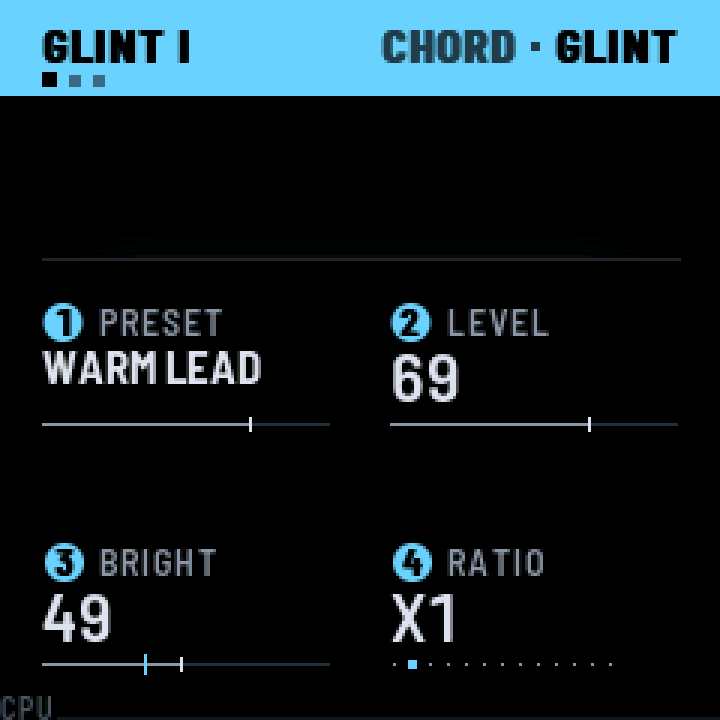 GLINT I
CHORD · GLINT
1 PRESET
WARM LEAD
2 LEVEL
69
3 BRIGHT
49
4 RATIO
X1
CPU